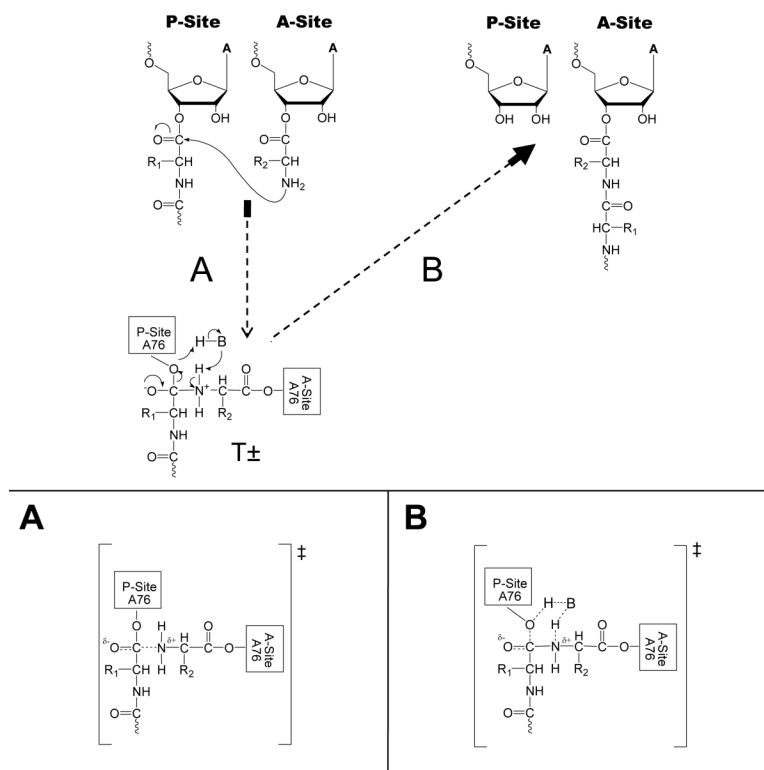 P-Site A-Site P-Site A-Site
A A A A
O O O O O O O O
O OH O OH OH OH O OH
O=C C=O C=O
R₁ CH R₂ CH R₂ CH
NH NH₂ NH
O=C C=O
HC R₁
NH
A B
P-Site
A76
H B
O H O
⁻O C N⁺ C C O
H
A-Site
A76
R₁ CH H R₂
NH
O=C
T±
A B
‡ ‡
P-Site
A76
O H H O
δ- O C N δ+ C C O
A-Site
A76
R₁ CH H R₂
NH
O=C
P-Site
A76
H B
O H H O
δ- O C N δ+ C C O
A-Site
A76
R₁ CH H R₂
NH
O=C